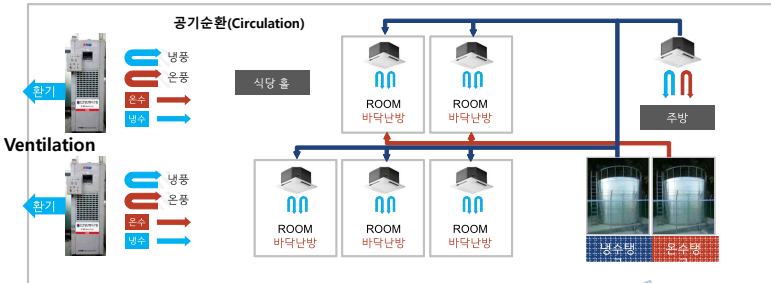 공기순환(Circulation)
냉풍
온풍
온수
냉수
환기
식당 홀
ROOM
바닥난방
ROOM
바닥난방
주방
Ventilation
냉풍
온풍
온수
냉수
환기
ROOM
바닥난방
ROOM
바닥난방
ROOM
바닥난방
냉수탱
온수탱